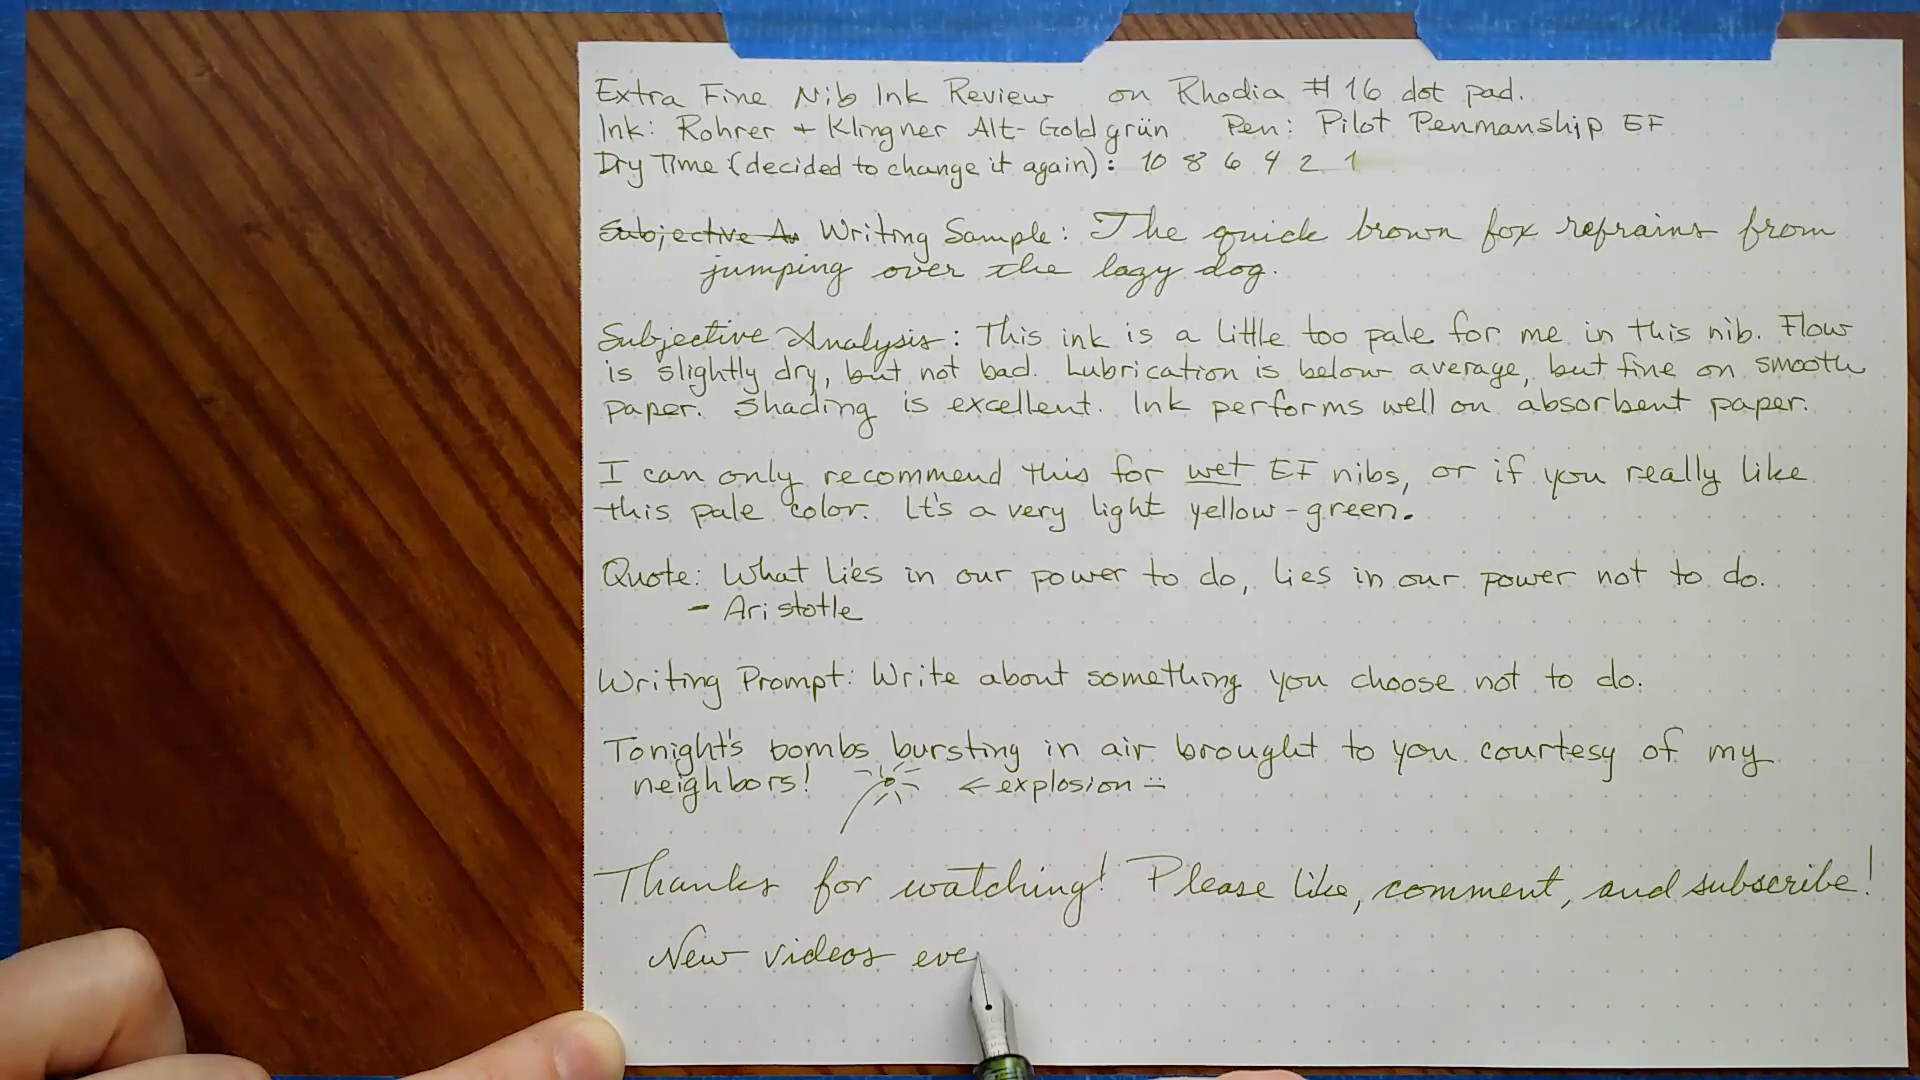 Extra Fine Nib Ink Review on Rhodia #16 dot pad.
Ink: Rohrer + Klingner Alt-Goldgrün Pen: Pilot Penmanship EF
Dry Time (decided to change it again): 10 8 6 4 2 1
Subjective An Writing Sample: The quick brown fox refrains from
jumping over the lazy dog.
Subjective Analysis: This ink is a little too pale for me in this nib. Flow
is slightly dry, but not bad. Lubrication is below average, but fine on smooth
paper. Shading is excellent. Ink performs well on absorbent paper.
I can only recommend this for wet EF nibs, or if you really like
this pale color. It's a very light yellow-green.
Quote: What lies in our power to do, lies in our power not to do.
- Aristotle
Writing Prompt: Write about something you choose not to do.
Tonight's bombs bursting in air brought to you courtesy of my
neighbors! ← explosion :-
Thanks for watching! Please like, comment, and subscribe!
New videos eve